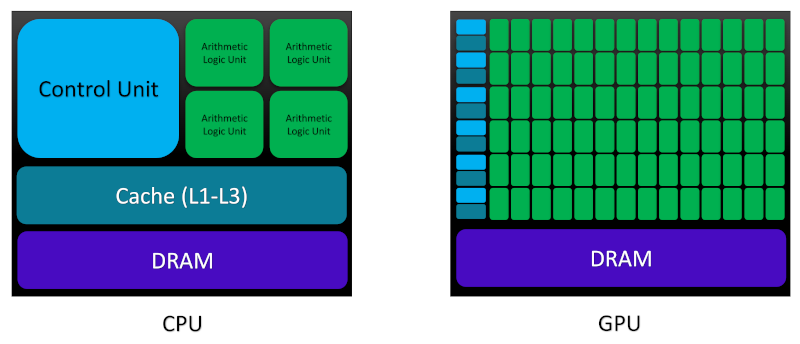 Control Unit
Arithmetic
Logic Unit
Arithmetic
Logic Unit
Arithmetic
Logic Unit
Arithmetic
Logic Unit
Cache (L1-L3)
DRAM
CPU
DRAM
GPU